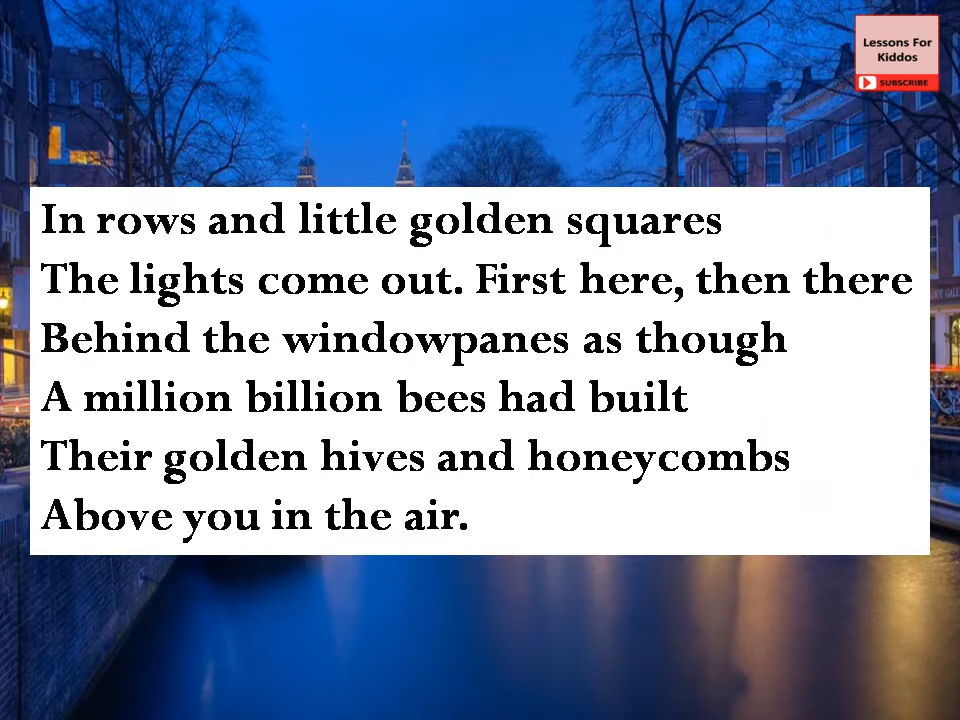 Lessons For
Kiddos
SUBSCRIBE
In rows and little golden squares
The lights come out. First here, then there
Behind the windowpanes as though
A million billion bees had built
Their golden hives and honeycombs
Above you in the air.